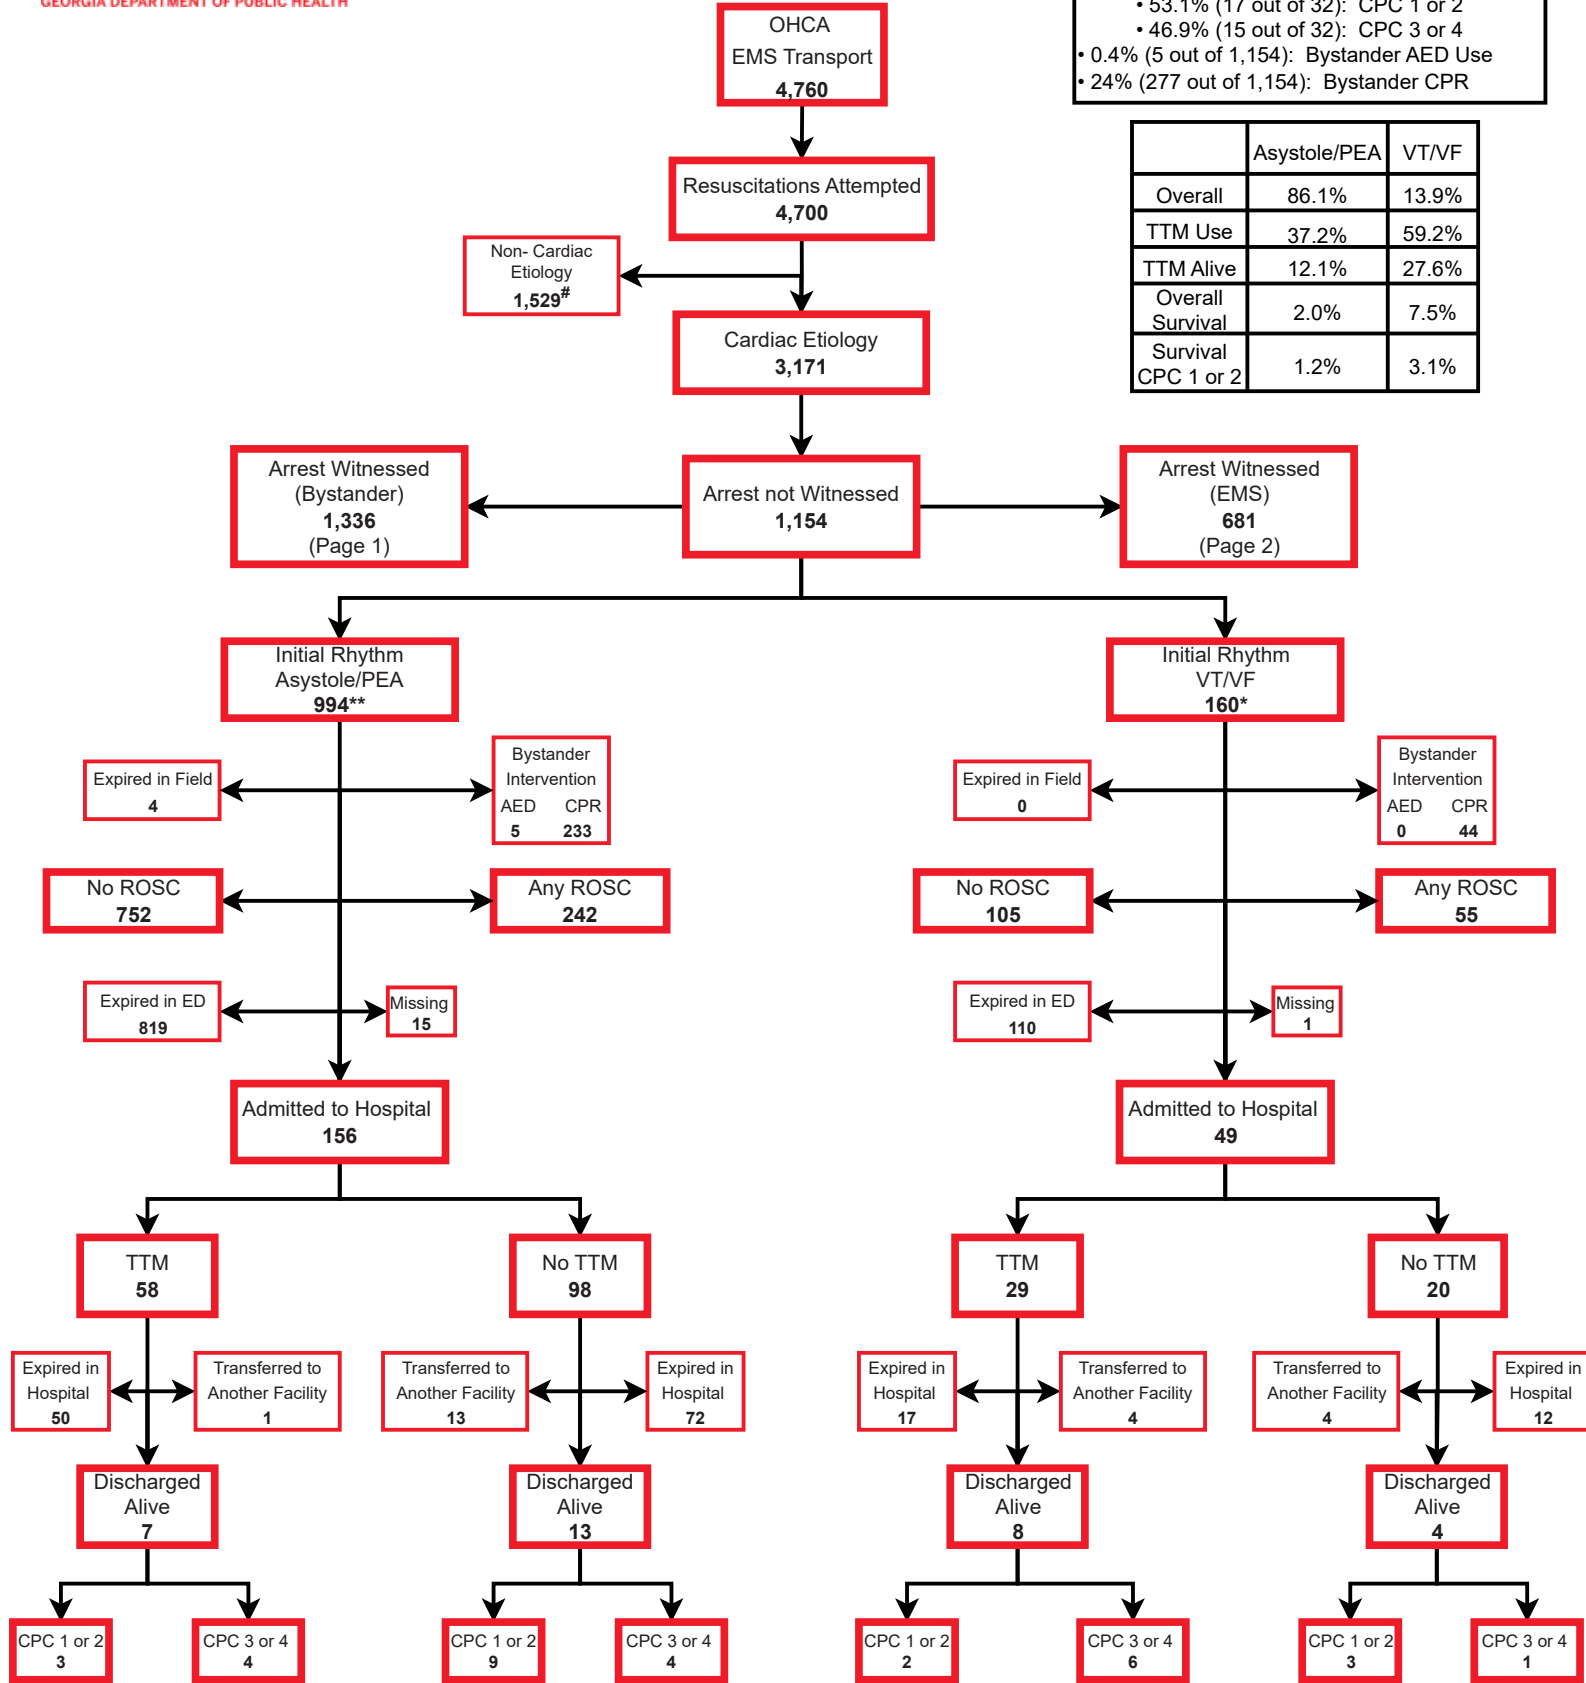 GEORGIA DEPARTMENT OF PUBLIC HEALTH
• 53.1% (17 out of 32): CPC 1 or 2
• 46.9% (15 out of 32): CPC 3 or 4
• 0.4% (5 out of 1,154): Bystander AED Use
• 24% (277 out of 1,154): Bystander CPR
OHCA
EMS Transport
4,760
Asystole/PEA VT/VF
Overall 86.1% 13.9%
TTM Use 37.2% 59.2%
TTM Alive 12.1% 27.6%
Overall
Survival 2.0% 7.5%
Survival
CPC 1 or 2 1.2% 3.1%
Resuscitations Attempted
4,700
Non- Cardiac
Etiology
1,529#
Cardiac Etiology
3,171
Arrest Witnessed
(Bystander)
1,336
(Page 1)
Arrest not Witnessed
1,154
Arrest Witnessed
(EMS)
681
(Page 2)
Initial Rhythm
Asystole/PEA
994**
Expired in Field
4
Bystander
Intervention
AED CPR
5 233
No ROSC
752
Any ROSC
242
Expired in ED
819
Missing
15
Admitted to Hospital
156
Initial Rhythm
VT/VF
160*
Expired in Field
0
Bystander
Intervention
AED CPR
0 44
No ROSC
105
Any ROSC
55
Expired in ED
110
Missing
1
Admitted to Hospital
49
TTM
58
Expired in
Hospital
50
Transferred to
Another Facility
1
Discharged
Alive
7
CPC 1 or 2
3
CPC 3 or 4
4
No TTM
98
Transferred to
Another Facility
13
Expired in
Hospital
72
Discharged
Alive
13
CPC 1 or 2
9
CPC 3 or 4
4
TTM
29
Expired in
Hospital
17
Transferred to
Another Facility
4
Discharged
Alive
8
CPC 1 or 2
2
CPC 3 or 4
6
No TTM
20
Transferred to
Another Facility
4
Expired in
Hospital
12
Discharged
Alive
4
CPC 1 or 2
3
CPC 3 or 4
1